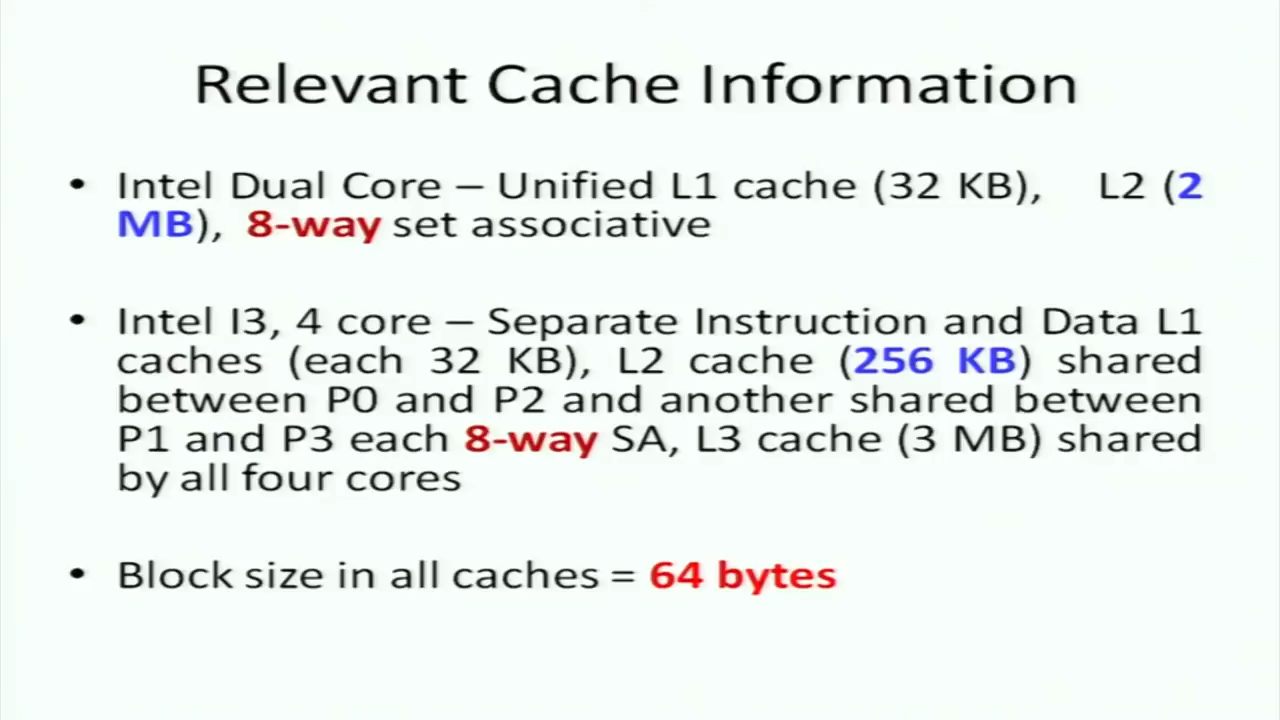 Relevant Cache Information
• Intel Dual Core – Unified L1 cache (32 KB), L2 (2
MB), 8-way set associative
• Intel I3, 4 core – Separate Instruction and Data L1
caches (each 32 KB), L2 cache (256 KB) shared
between P0 and P2 and another shared between
P1 and P3 each 8-way SA, L3 cache (3 MB) shared
by all four cores
• Block size in all caches = 64 bytes